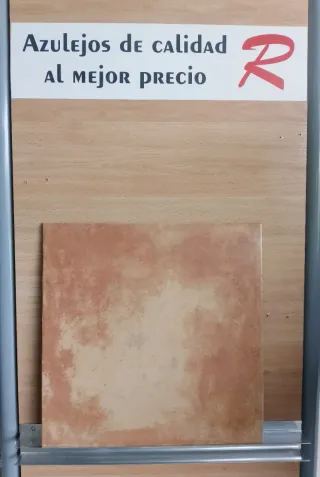 Azulejos de calidad
al mejor precio
R